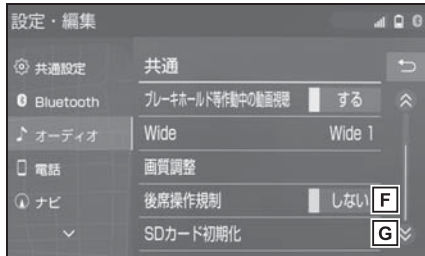 設定・編集
共通設定
共通
Bluetooth
ブレーキホールド等作動中の動画視聴 する
オーディオ
Wide Wide 1
電話
画質調整
ナビ
後席操作規制 しない F
SDカード初期化 G